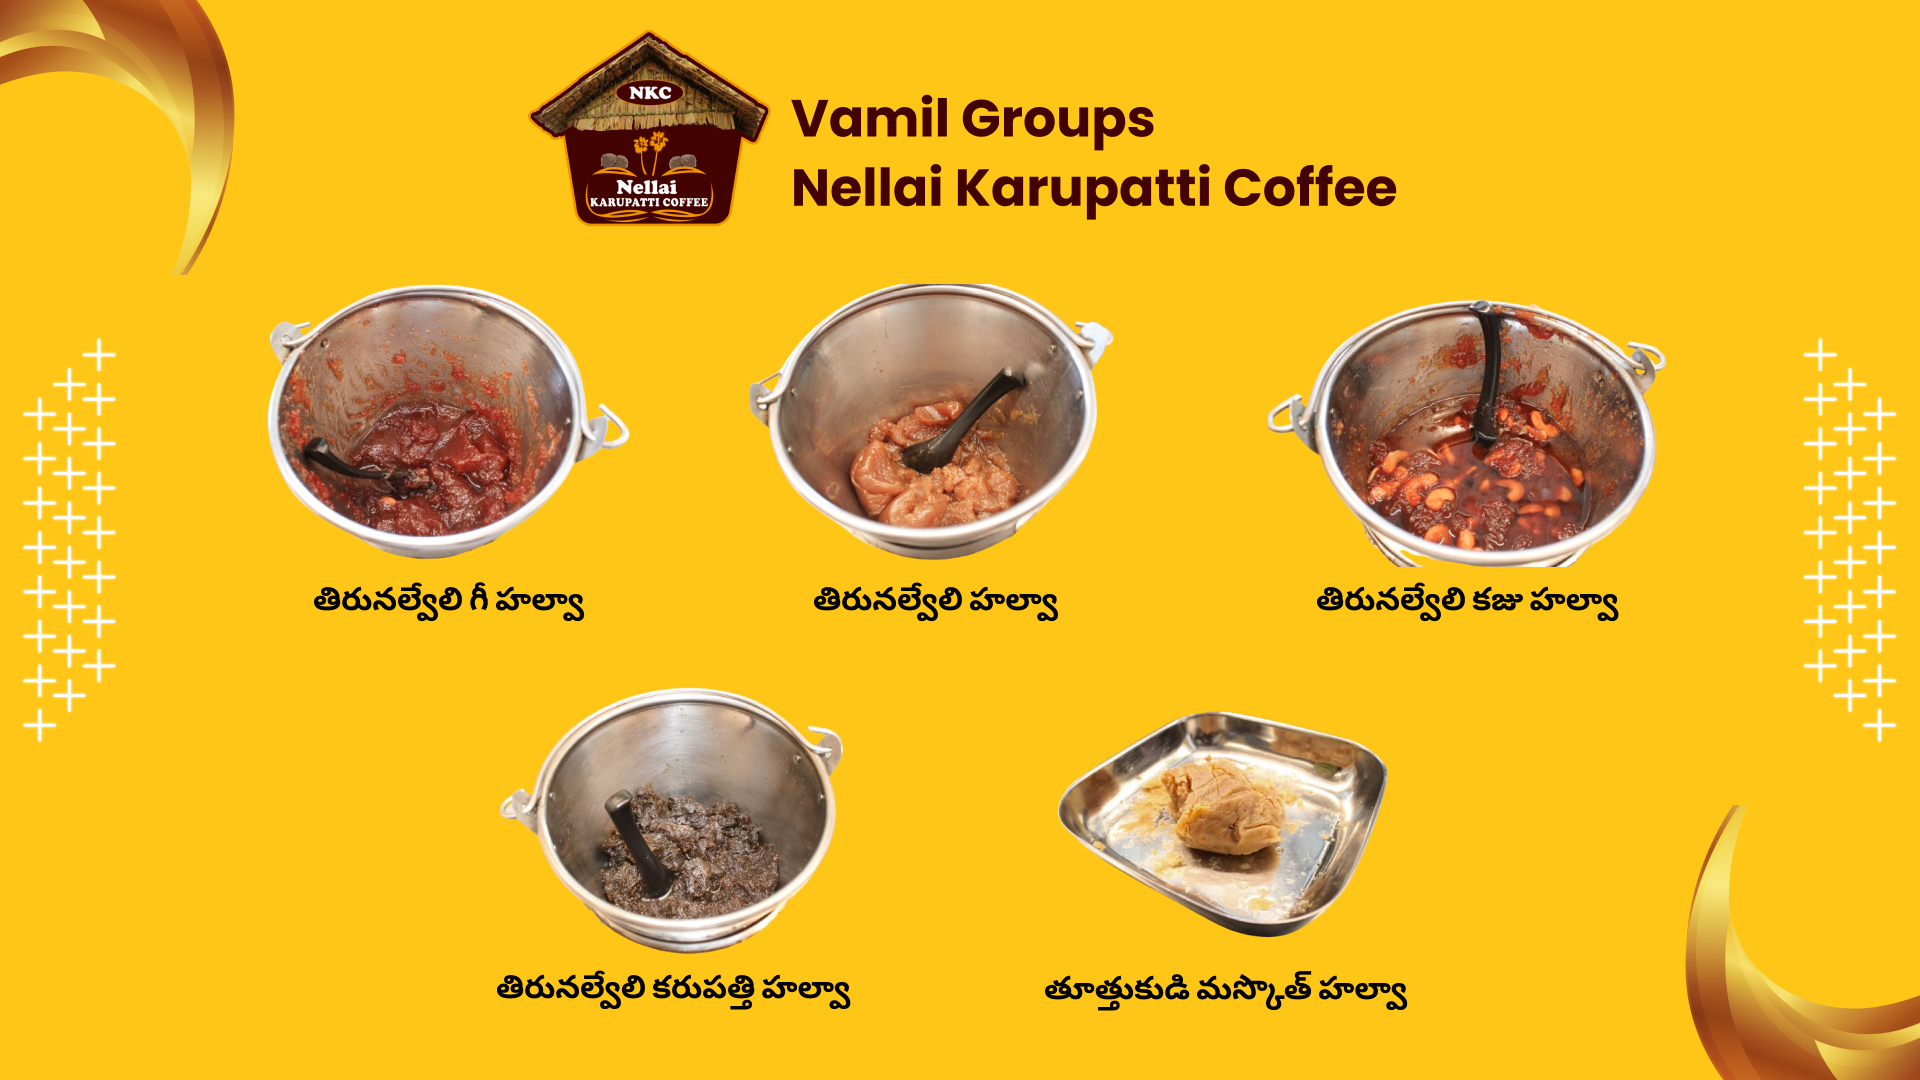 NKC
Nellai
KARUPATTI COFFEE
Vamil Groups
Nellai Karupatti Coffee
తిరునల్వేలి గీ హల్వా
తిరునల్వేలి హల్వా
తిరునల్వేలి కజు హల్వా
తిరునల్వేలి కరుపత్తి హల్వా
తూత్తుకుడి మస్కొత్ హల్వా